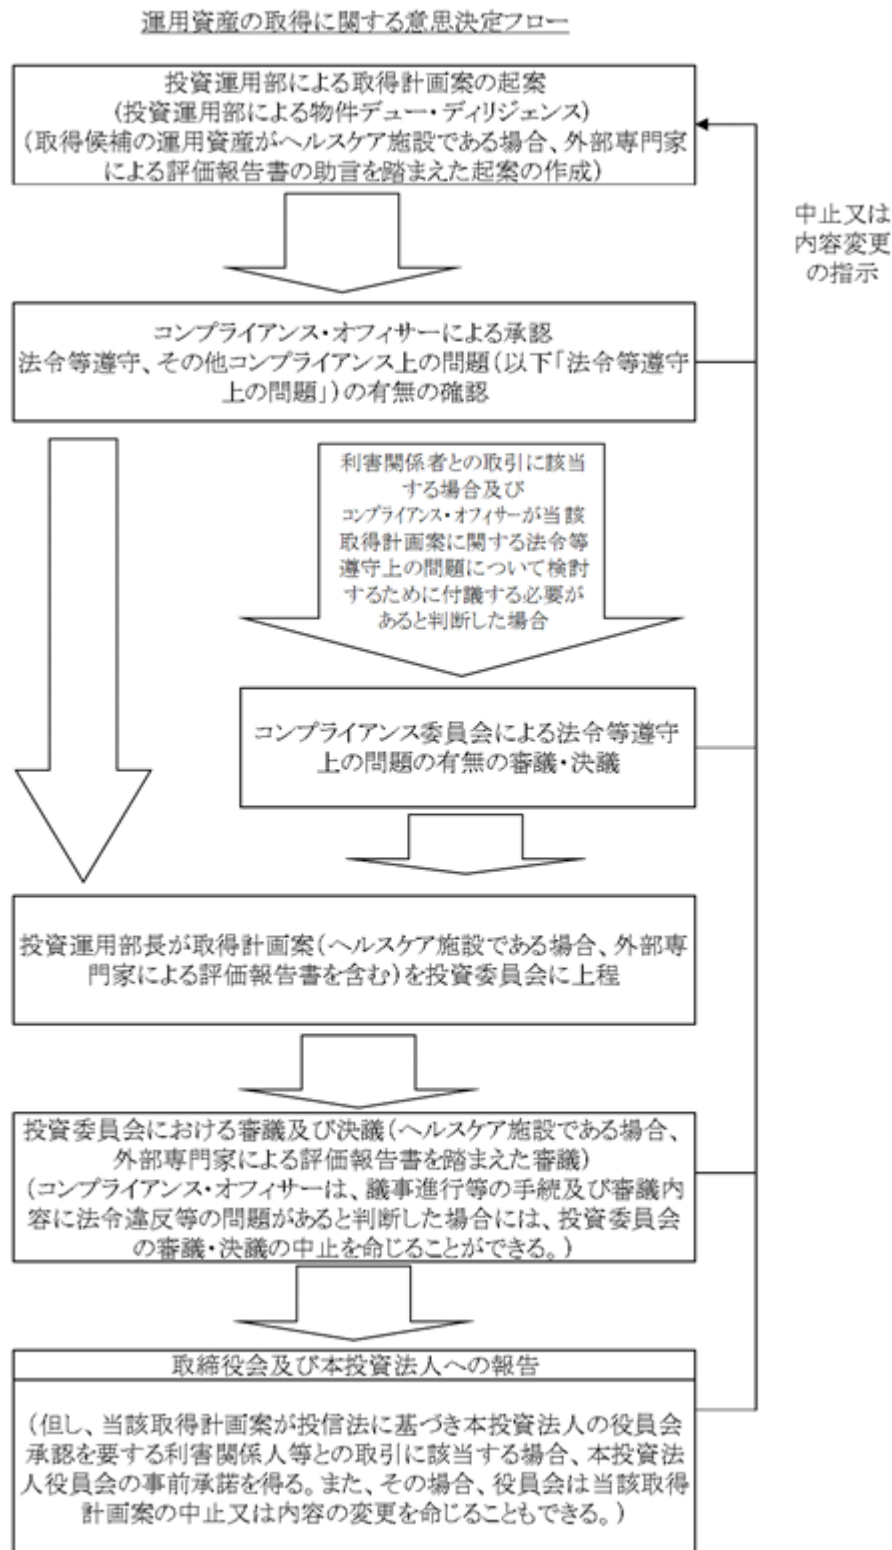 運用資産の取得に関する意思決定フロー
投資運用部による取得計画案の起案
(投資運用部による物件デュー・ディリジェンス)
(取得候補の運用資産がヘルスケア施設である場合、外部専門家
による評価報告書の助言を踏まえた起案の作成)
中止又は
内容変更
の指示
コンプライアンス・オフィサーによる承認
法令等遵守、その他コンプライアンス上の問題(以下「法令等遵守
上の問題」)の有無の確認
利害関係者との取引に該当
する場合及び
コンプライアンス・オフィサーが当該
取得計画案に関する法令等
遵守上の問題について検討
するために付議する必要が
あると判断した場合
コンプライアンス委員会による法令等遵守
上の問題の有無の審議・決議
投資運用部長が取得計画案(ヘルスケア施設である場合、外部専
門家による評価報告書を含む)を投資委員会に上程
投資委員会における審議及び決議(ヘルスケア施設である場合、
外部専門家による評価報告書を踏まえた審議)
(コンプライアンス・オフィサーは、議事進行等の手続及び審議内
容に法令違反等の問題があると判断した場合には、投資委員会
の審議・決議の中止を命じることができる。)
取締役会及び本投資法人への報告
(但し、当該取得計画案が投信法に基づき本投資法人の役員会
承認を要する利害関係人等との取引に該当する場合、本投資法
人役員会の事前承諾を得る。また、その場合、役員会は当該取得
計画案の中止又は内容の変更を命じることもできる。)